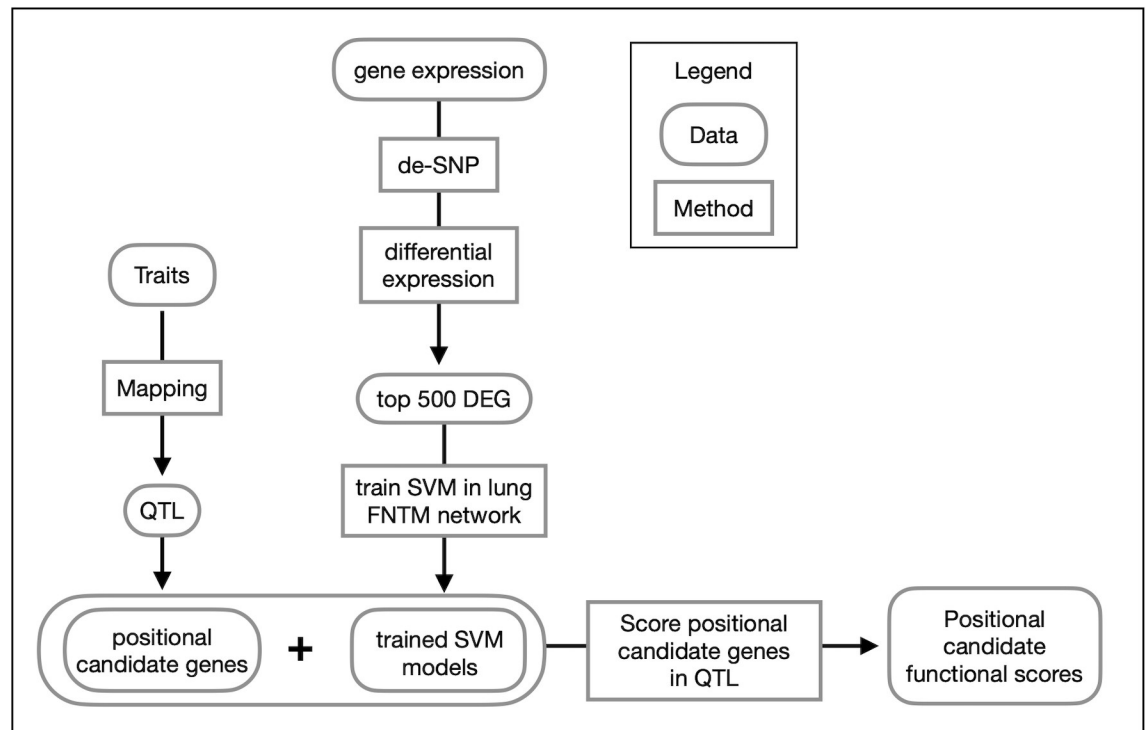 gene expression
Legend
Data
Method
de-SNP
differential
expression
Traits
Mapping
top 500 DEG
QTL
train SVM in lung
FNTM network
positional
candidate genes
+
trained SVM
models
Score positional
candidate genes
in QTL
Positional
candidate
functional scores